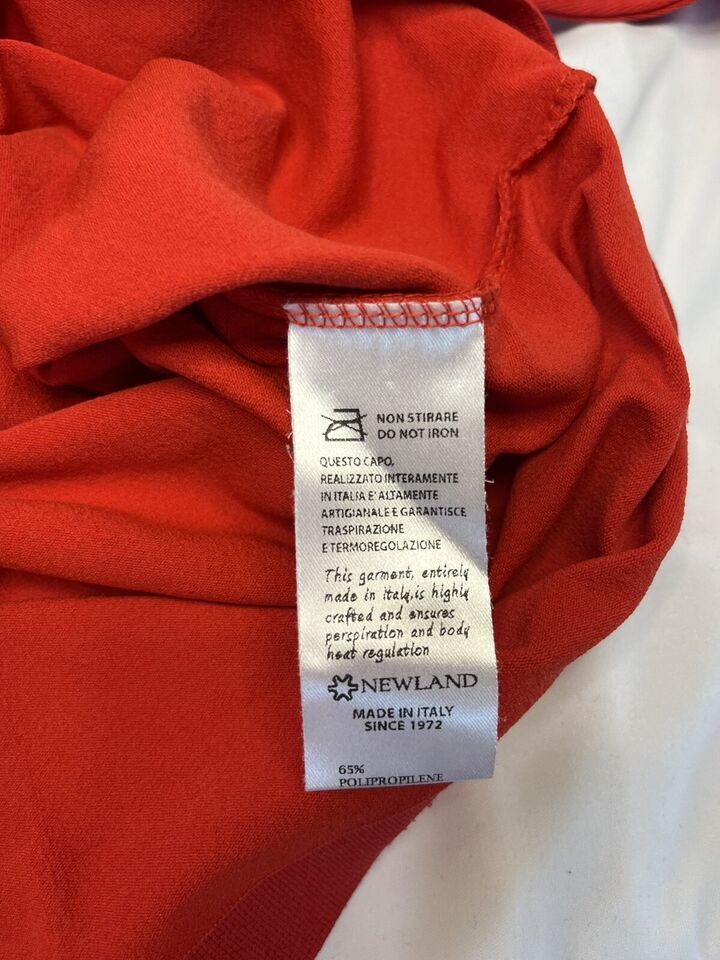 NON STIRARE
DO NOT IRON
QUESTO CAPO,
REALIZZATO INTERAMENTE
IN ITALIA E' ALTAMENTE
ARTIGIANALE E GARANTISCE
TRASPIRAZIONE
E TERMOREGOLAZIONE
This garment, entirely
made in italy,is highly
crafted and ensures
perspiration and body
heat regulation
NEWLAND
MADE IN ITALY
SINCE 1972
65%
POLIPROPILENE